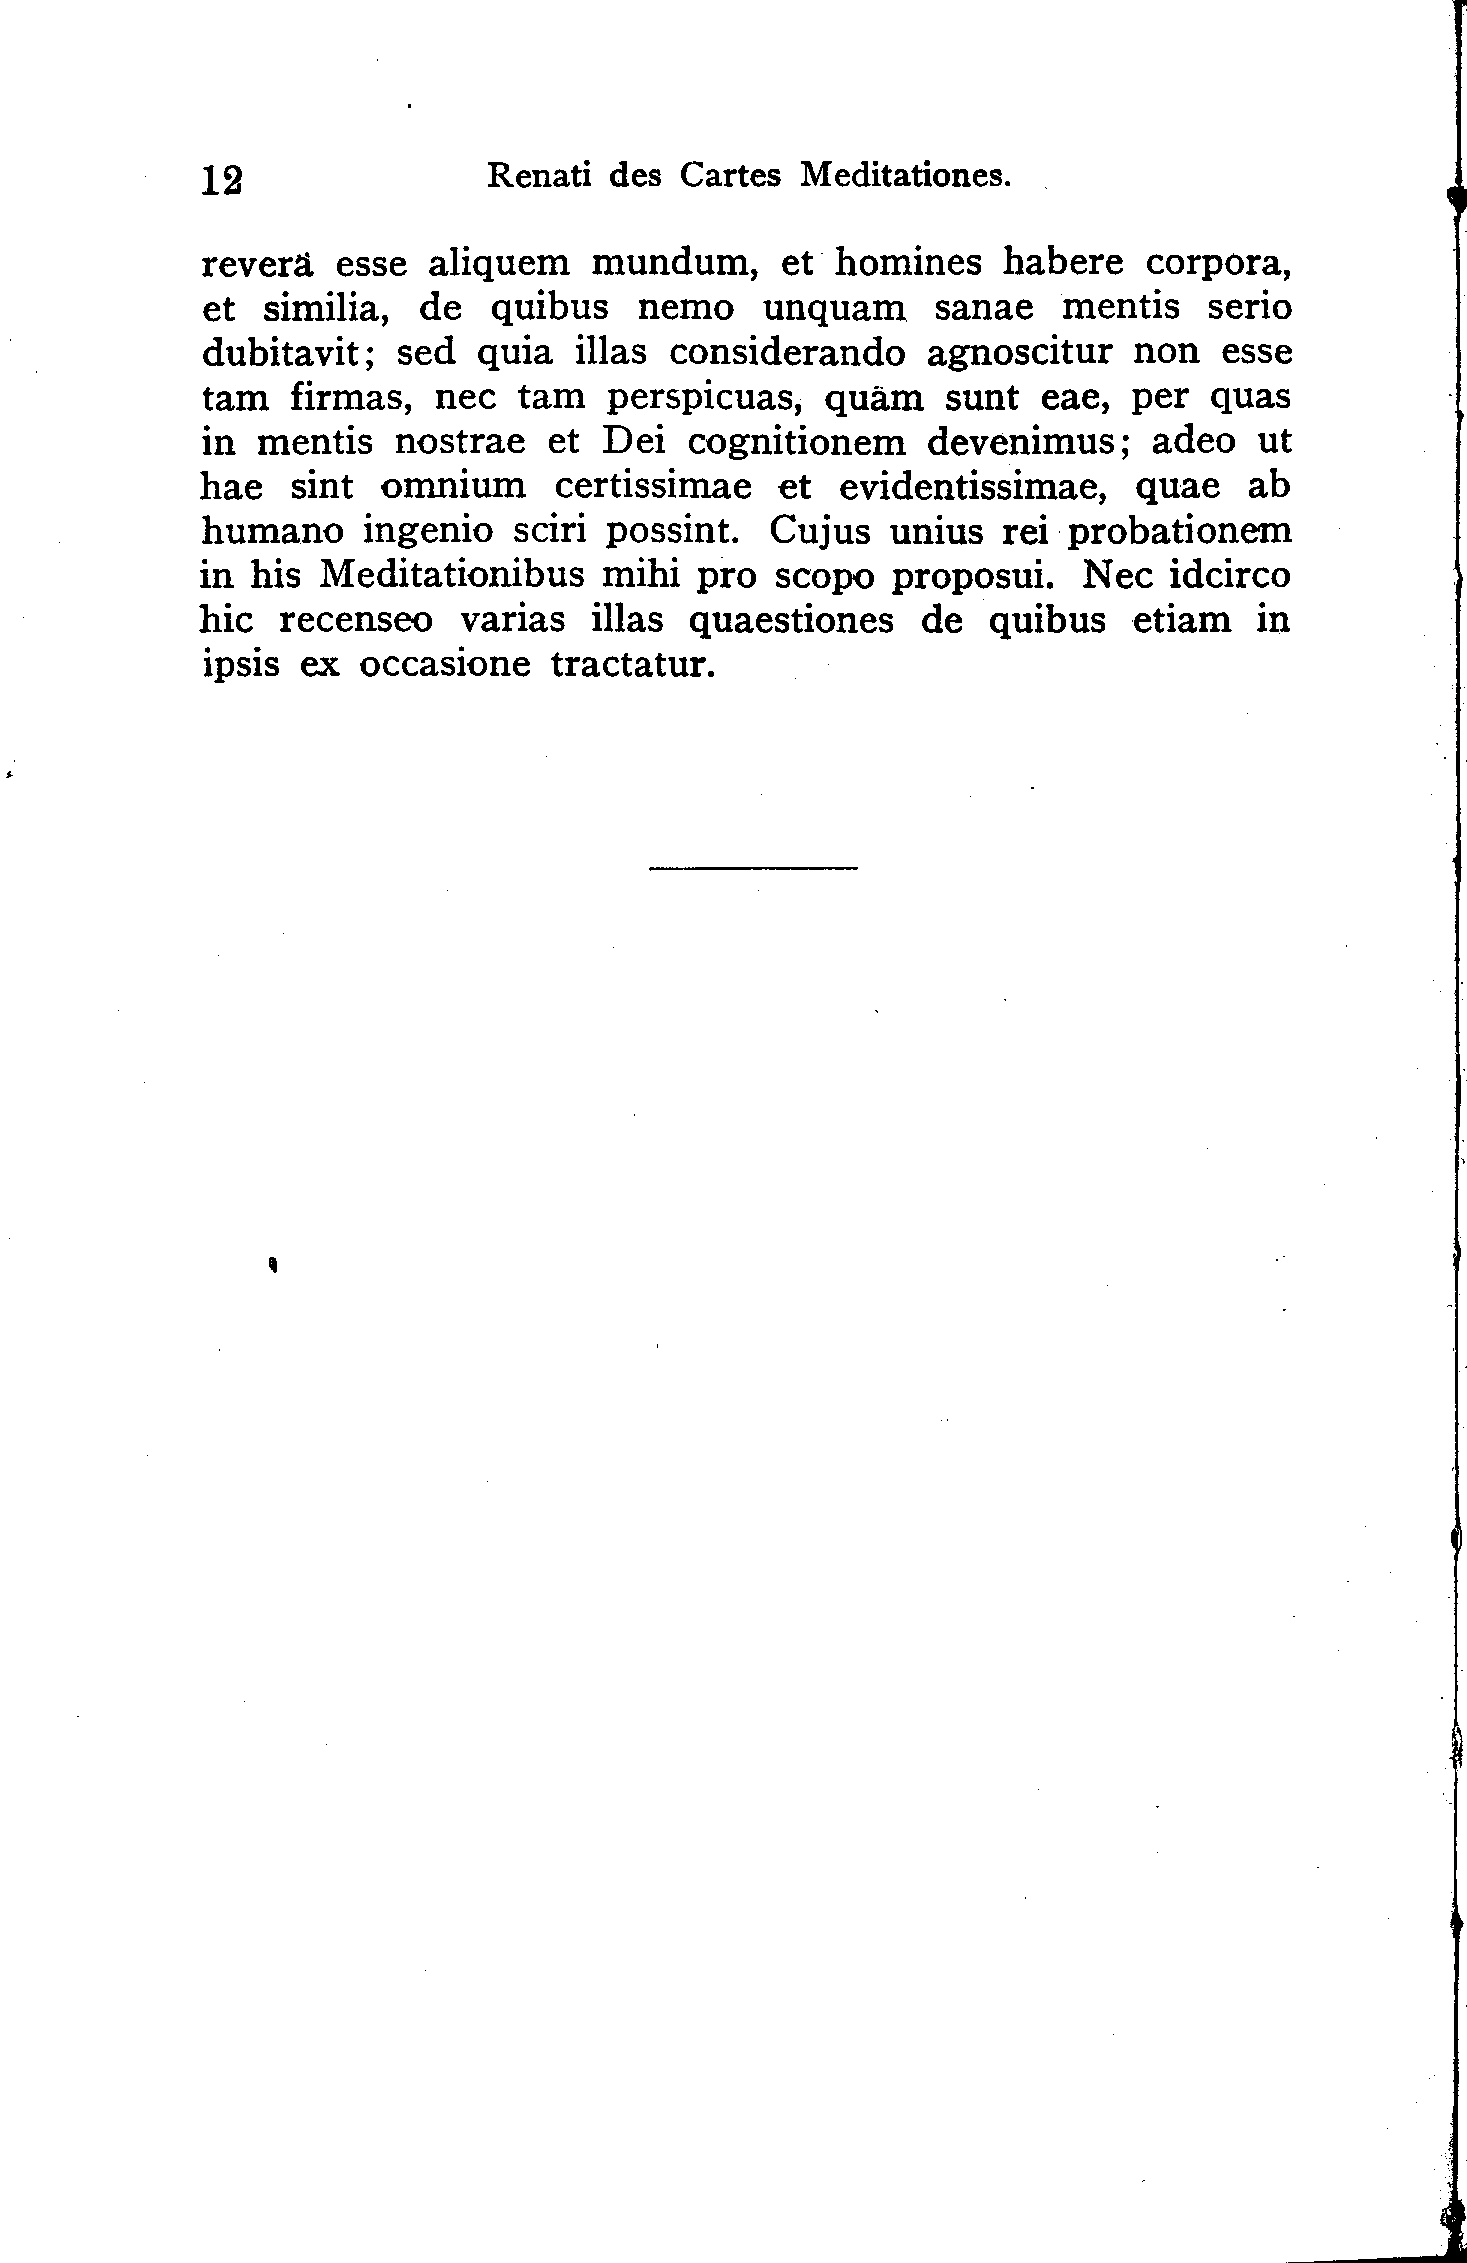 12 Renati des Cartes Meditationes.
reverâ esse aliquem mundum, et homines habere corpora,
et similia, de quibus nemo unquam sanae mentis serio
dubitavit; sed quia illas considerando agnoscitur non esse
tam firmas, nec tam perspicuas, quâm sunt eae, per quas
in mentis nostrae et Dei cognitionem devenimus; adeo ut
hae sint omnium certissimae et evidentissimae, quae ab
humano ingenio sciri possint. Cujus unius rei probationem
in his Meditationibus mihi pro scopo proposui. Nec idcirco
hic recenseo varias illas quaestiones de quibus etiam in
ipsis ex occasione tractatur.